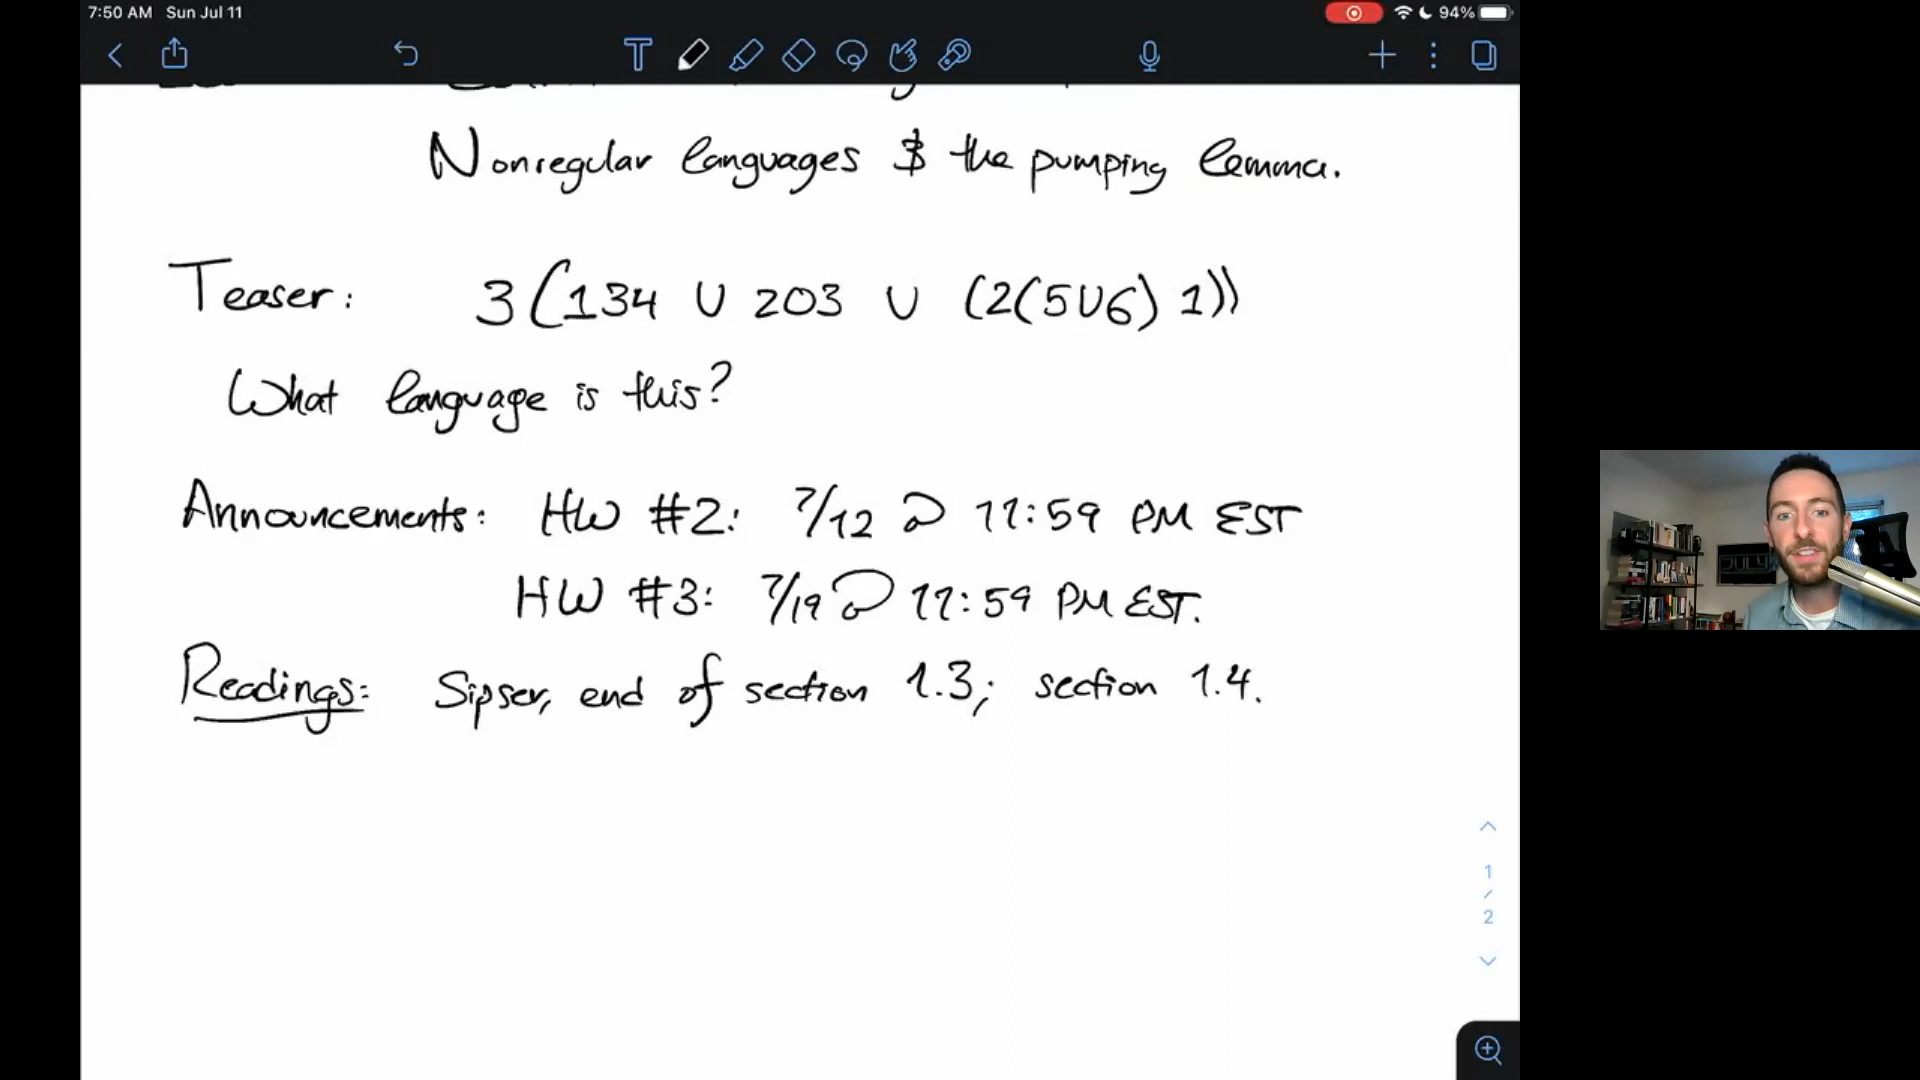 7:50 AM Sun Jul 11
94%
Nonregular languages & the pumping lemma.
Teaser: 3(134 ∪ 203 ∪ (2(5∪6) 1))
What language is this?
Announcements: HW #2: 7/12 @ 11:59 PM EST
HW #3: 7/19 @ 11:59 PM EST.
Readings: Sipser, end of section 1.3; section 1.4.
1
/
2